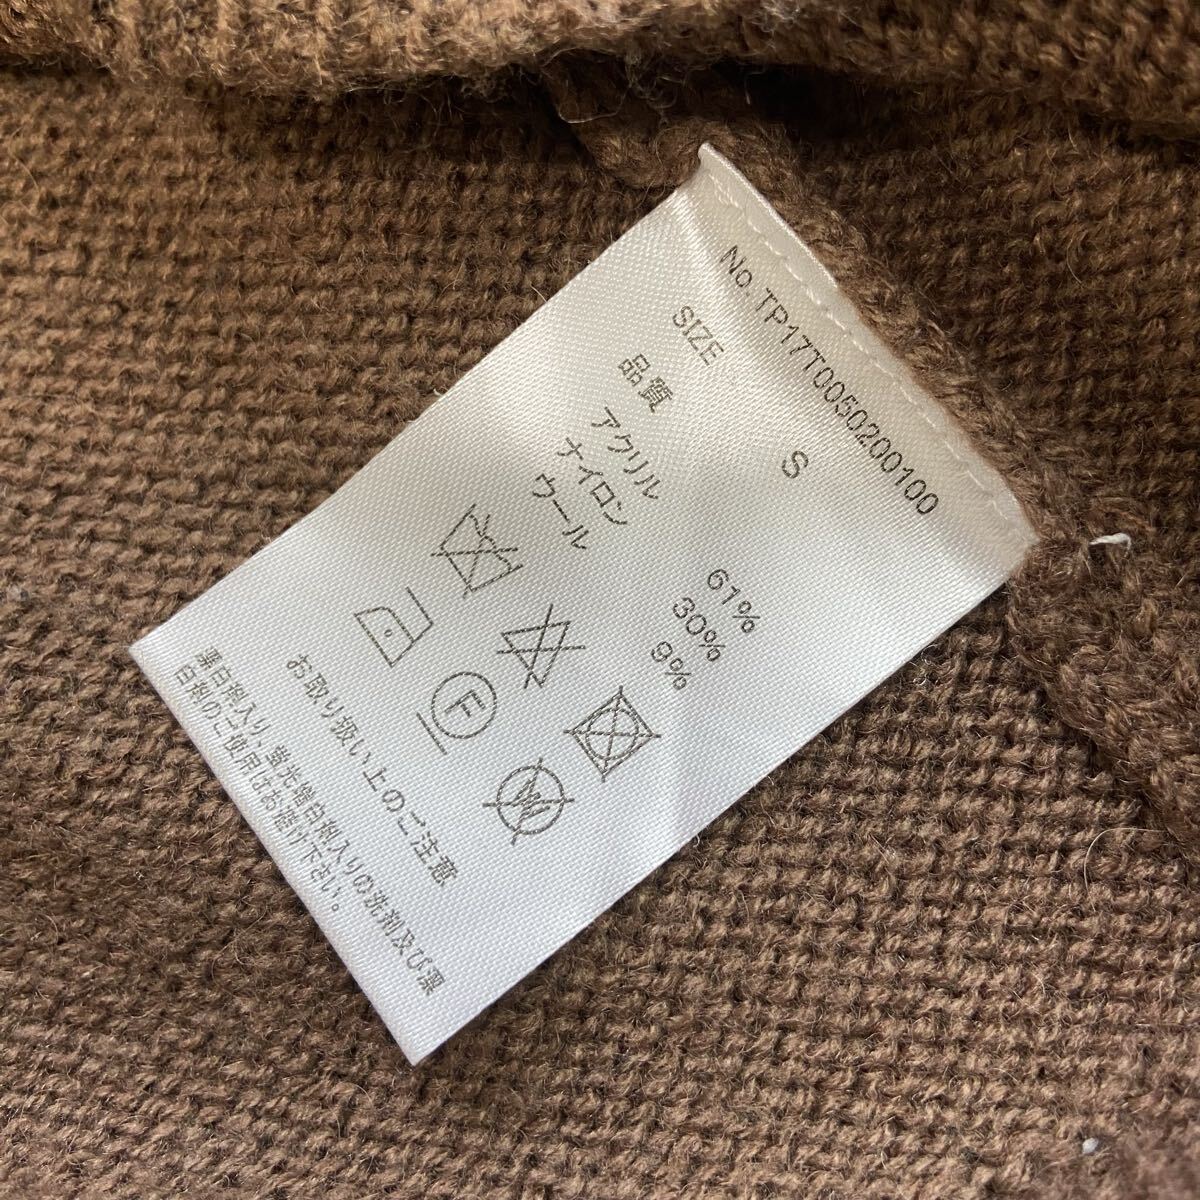 No.TP17T0050200100
SIZE S
品質
アクリル 61%
ナイロン 30%
ウール 9%
F
W
お取り扱い上のご注意
漂白剤入り、蛍光増白剤入りの洗剤及び漂
白剤のご使用はお避け下さい。